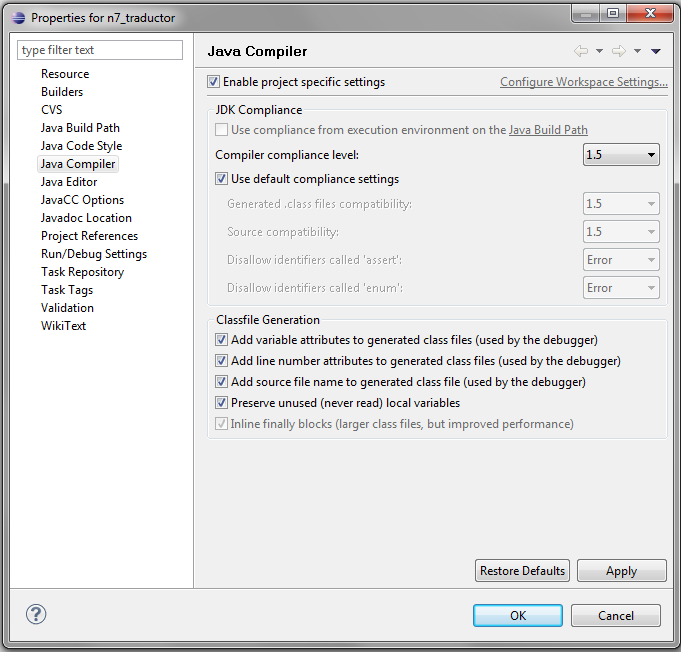 Properties for n7_traductor
type filter text
Resource
Builders
CVS
Java Build Path
Java Code Style
Java Compiler
Java Editor
JavaCC Options
Javadoc Location
Project References
Run/Debug Settings
Task Repository
Task Tags
Validation
WikiText
Java Compiler
Enable project specific settings
Configure Workspace Settings...
JDK Compliance
Use compliance from execution environment on the Java Build Path
Compiler compliance level: 1.5
Use default compliance settings
Generated .class files compatibility: 1.5
Source compatibility: 1.5
Disallow identifiers called 'assert': Error
Disallow identifiers called 'enum': Error
Classfile Generation
Add variable attributes to generated class files (used by the debugger)
Add line number attributes to generated class files (used by the debugger)
Add source file name to generated class file (used by the debugger)
Preserve unused (never read) local variables
Inline finally blocks (larger class files, but improved performance)
Restore Defaults Apply
? OK Cancel